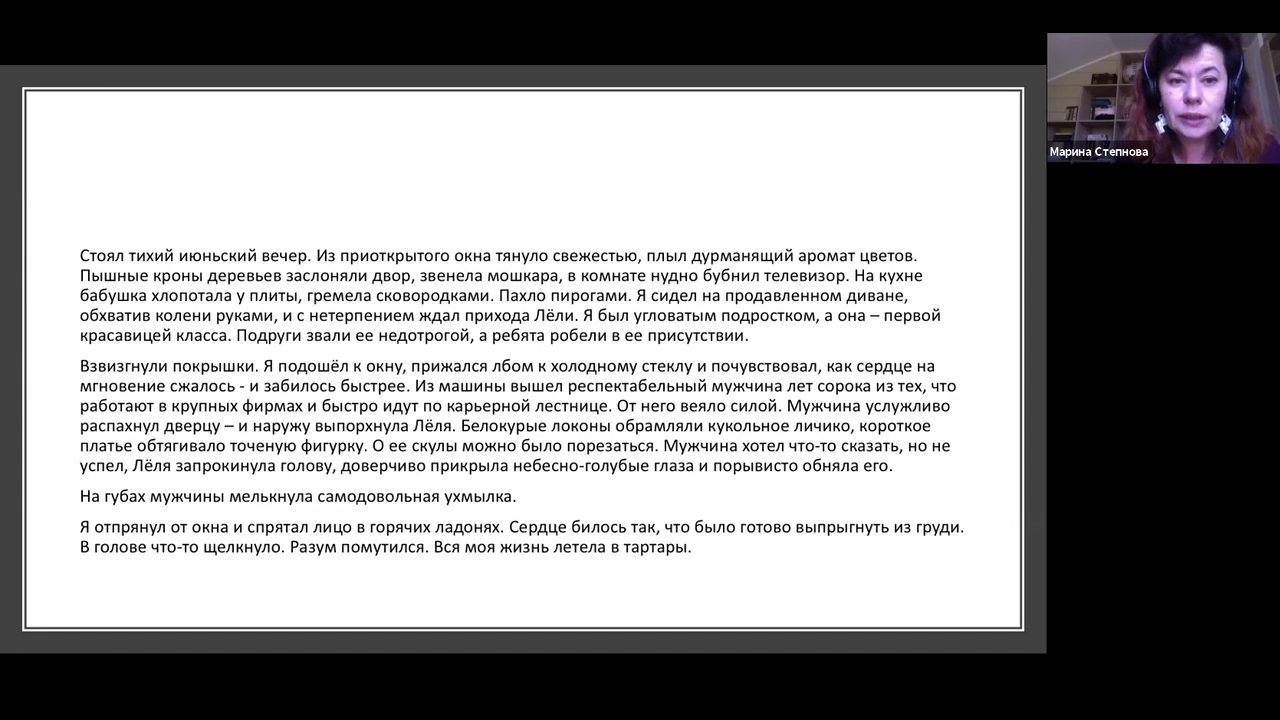 Марина Степнова
Стоял тихий июньский вечер. Из приоткрытого окна тянуло свежестью, плыл дурманящий аромат цветов.
Пышные кроны деревьев заслоняли двор, звенела мошкара, в комнате нудно бубнил телевизор. На кухне
бабушка хлопотала у плиты, гремела сковородками. Пахло пирогами. Я сидел на продавленном диване,
обхватив колени руками, и с нетерпением ждал прихода Лёли. Я был угловатым подростком, а она – первой
красавицей класса. Подруги звали ее недотрогой, а ребята робели в ее присутствии.
Взвизгнули покрышки. Я подошёл к окну, прижался лбом к холодному стеклу и почувствовал, как сердце на
мгновение сжалось - и забилось быстрее. Из машины вышел респектабельный мужчина лет сорока из тех, что
работают в крупных фирмах и быстро идут по карьерной лестнице. От него веяло силой. Мужчина услужливо
распахнул дверцу – и наружу выпорхнула Лёля. Белокурые локоны обрамляли кукольное личико, короткое
платье обтягивало точеную фигурку. О ее скулы можно было порезаться. Мужчина хотел что-то сказать, но не
успел, Лёля запрокинула голову, доверчиво прикрыла небесно-голубые глаза и порывисто обняла его.
На губах мужчины мелькнула самодовольная ухмылка.
Я отпрянул от окна и спрятал лицо в горячих ладонях. Сердце билось так, что было готово выпрыгнуть из груди.
В голове что-то щелкнуло. Разум помутился. Вся моя жизнь летела в тартары.